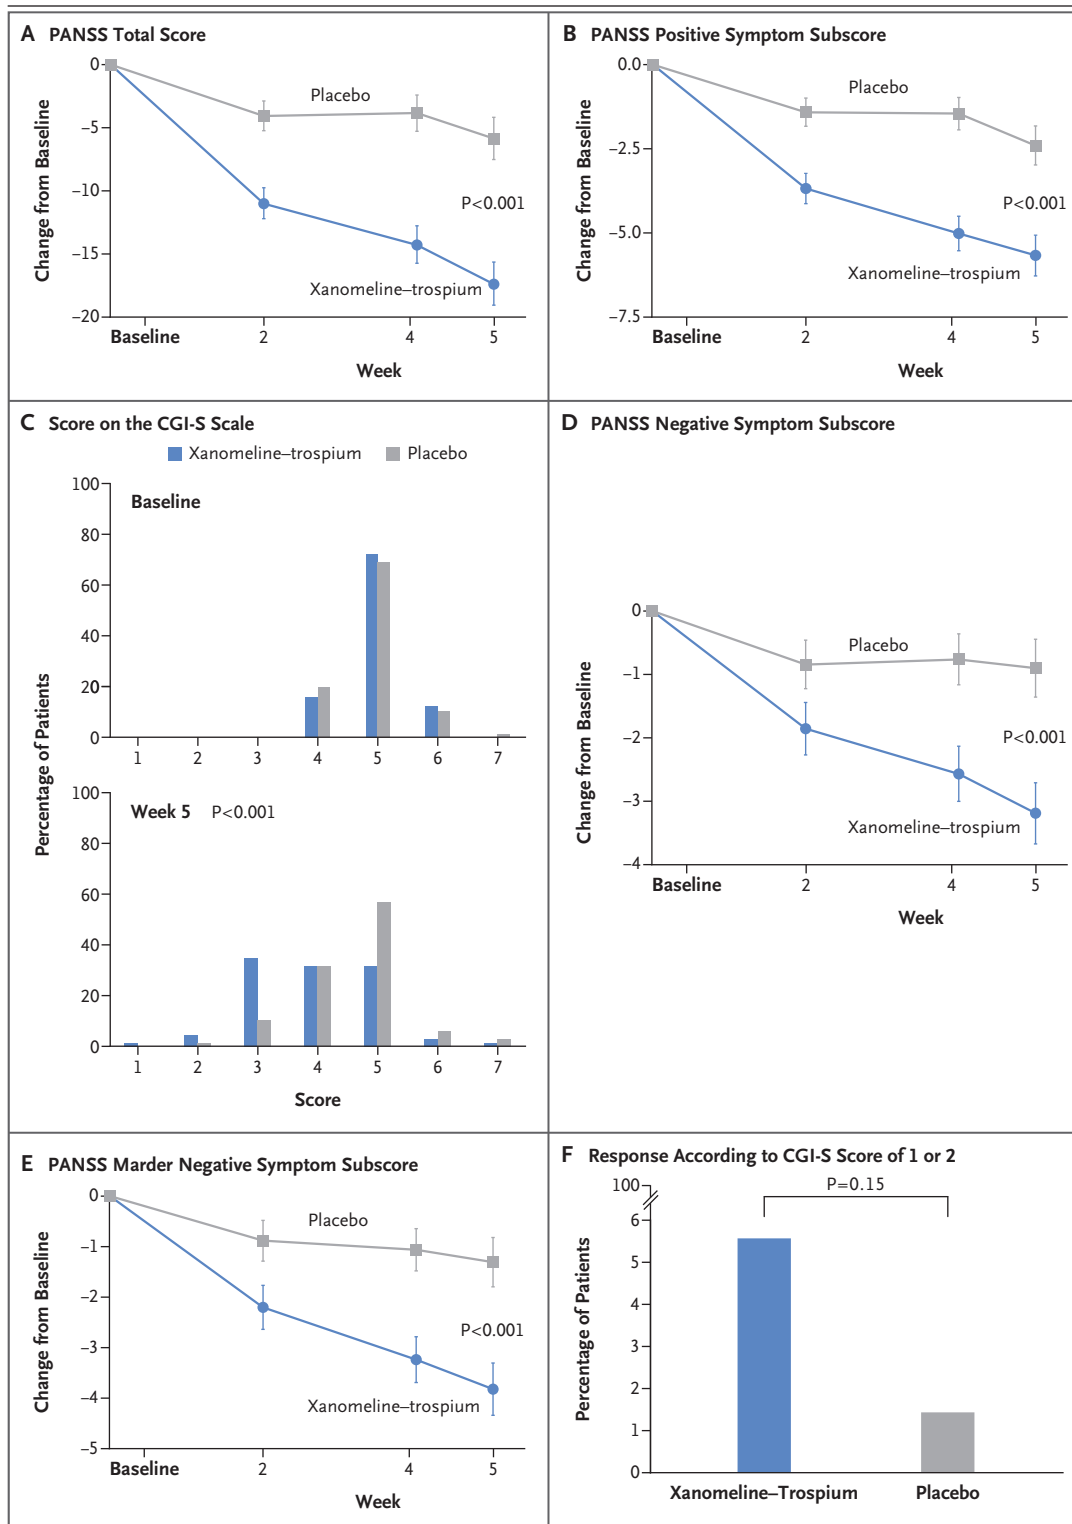 A PANSS Total Score
Change from Baseline
0
−5
−10
−15
−20
Placebo
P<0.001
Xanomeline–trospium
Baseline 2 4 5
Week
B PANSS Positive Symptom Subscore
Change from Baseline
0.0
−2.5
−5.0
−7.5
Placebo
P<0.001
Xanomeline–trospium
Baseline 2 4 5
Week
C Score on the CGI-S Scale
Xanomeline–trospium Placebo
Percentage of Patients
100
80
60
40
20
0
Baseline
1 2 3 4 5 6 7
100
80
60
40
20
0
Week 5 P<0.001
1 2 3 4 5 6 7
Score
D PANSS Negative Symptom Subscore
Change from Baseline
0
−1
−2
−3
−4
Placebo
P<0.001
Xanomeline–trospium
Baseline 2 4 5
Week
E PANSS Marder Negative Symptom Subscore
Change from Baseline
0
−1
−2
−3
−4
−5
Placebo
P<0.001
Xanomeline–trospium
Baseline 2 4 5
Week
F Response According to CGI-S Score of 1 or 2
Percentage of Patients
100
6
5
4
3
2
1
0
P=0.15
Xanomeline–Trospium Placebo